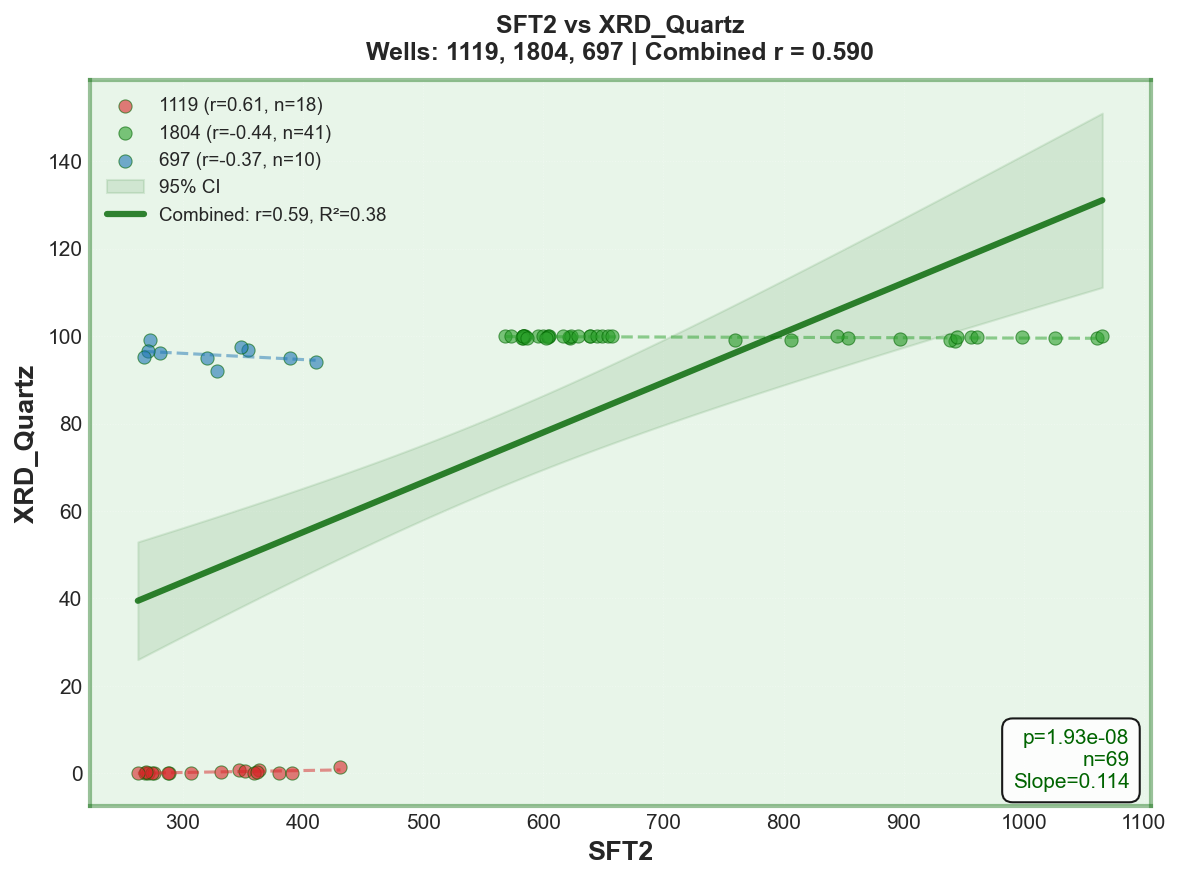 SFT2 vs XRD_Quartz
Wells: 1119, 1804, 697 | Combined r = 0.590
1119 (r=0.61, n=18)
1804 (r=-0.44, n=41)
697 (r=-0.37, n=10)
95% CI
Combined: r=0.59, R²=0.38
XRD_Quartz
140
120
100
80
60
40
20
0
p=1.93e-08
n=69
Slope=0.114
300 400 500 600 700 800 900 1000 1100
SFT2